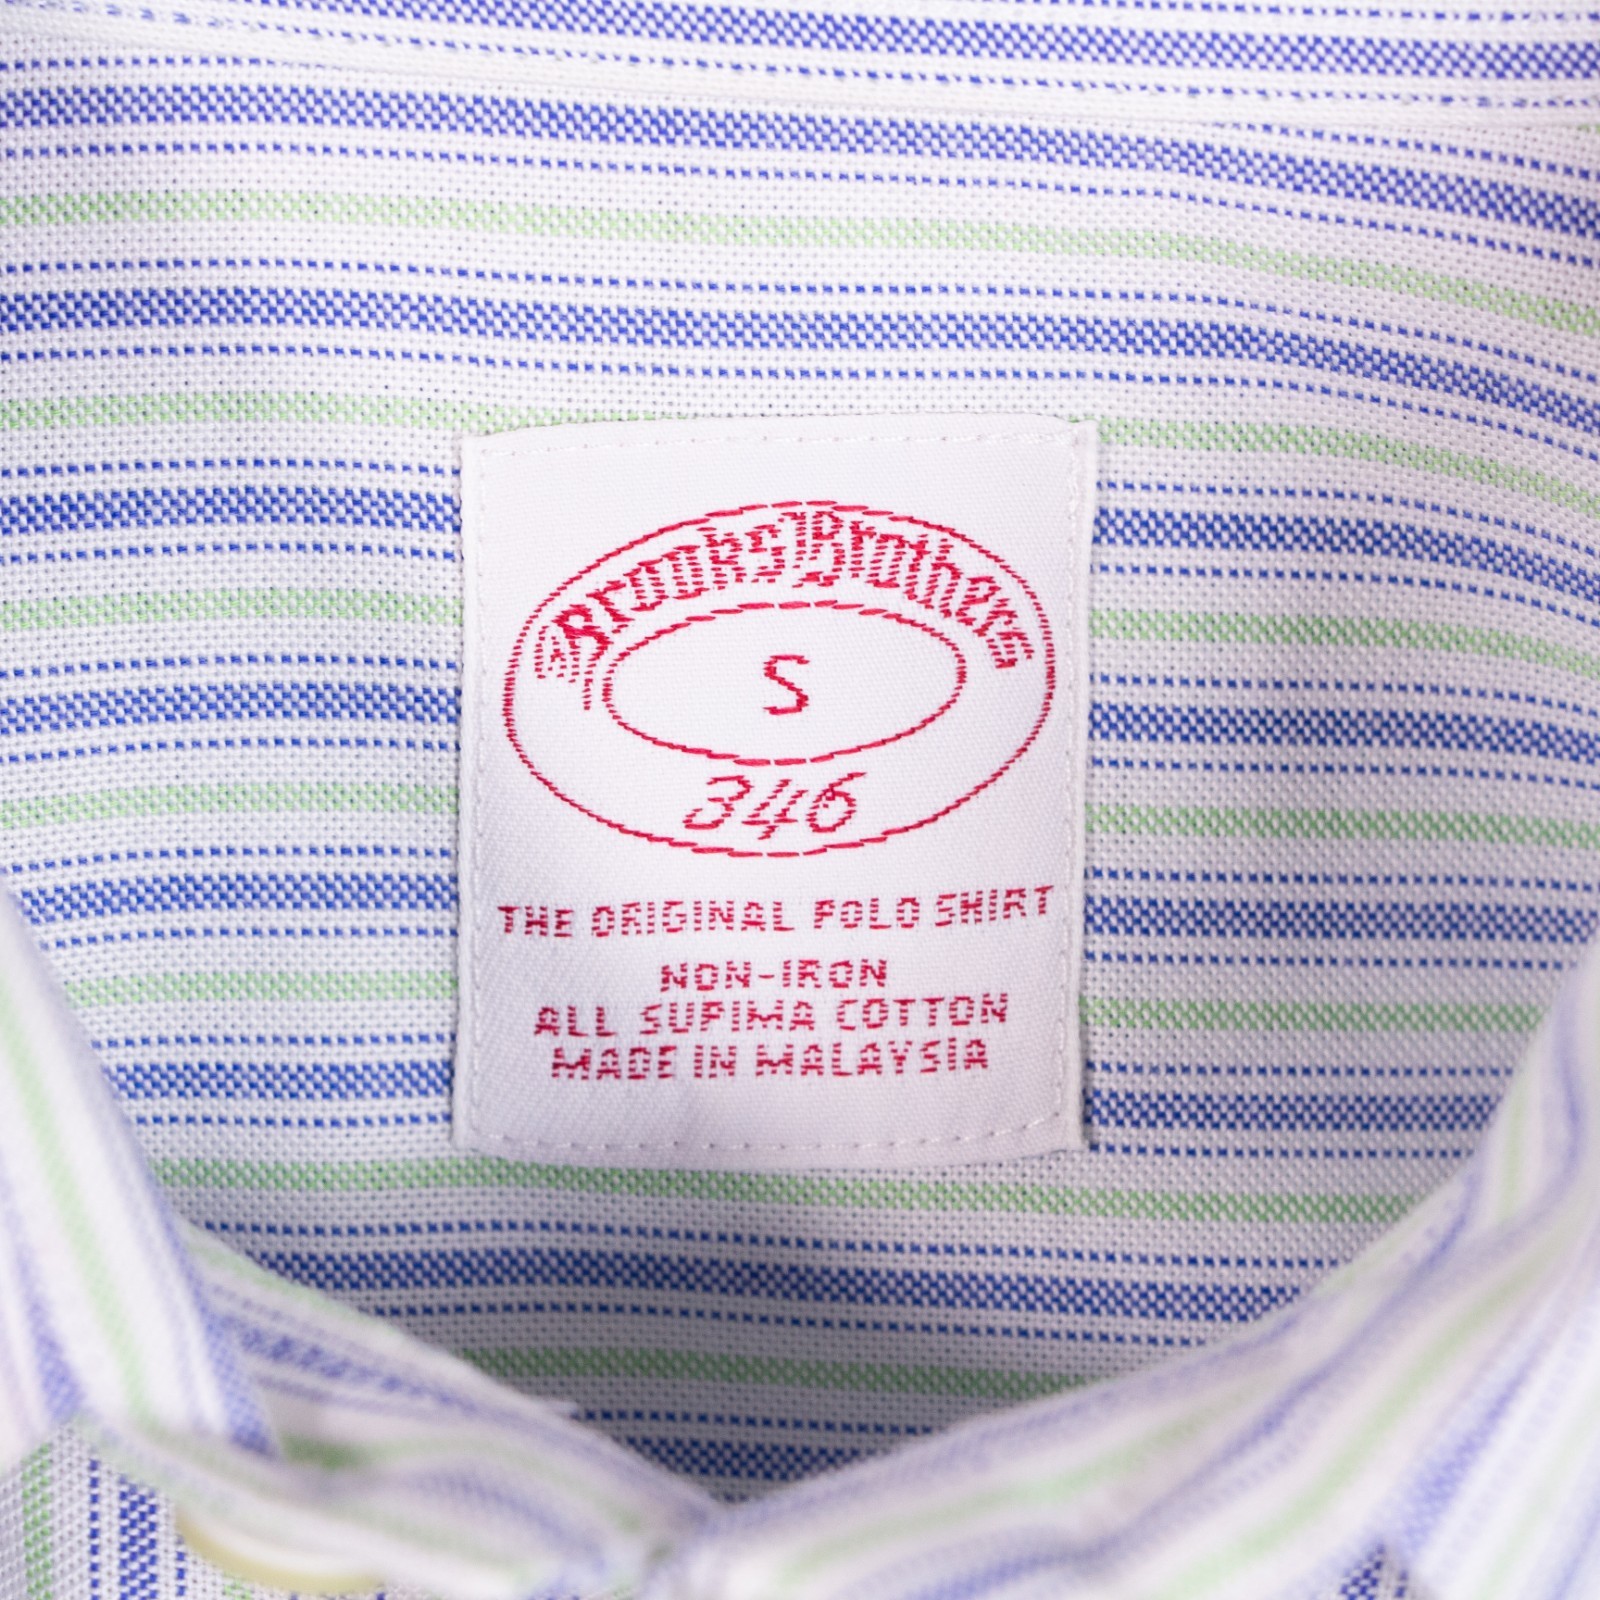 Brooks Brothers
S
346
THE ORIGINAL POLO SHIRT
NON-IRON
ALL SUPIMA COTTON
MADE IN MALAYSIA